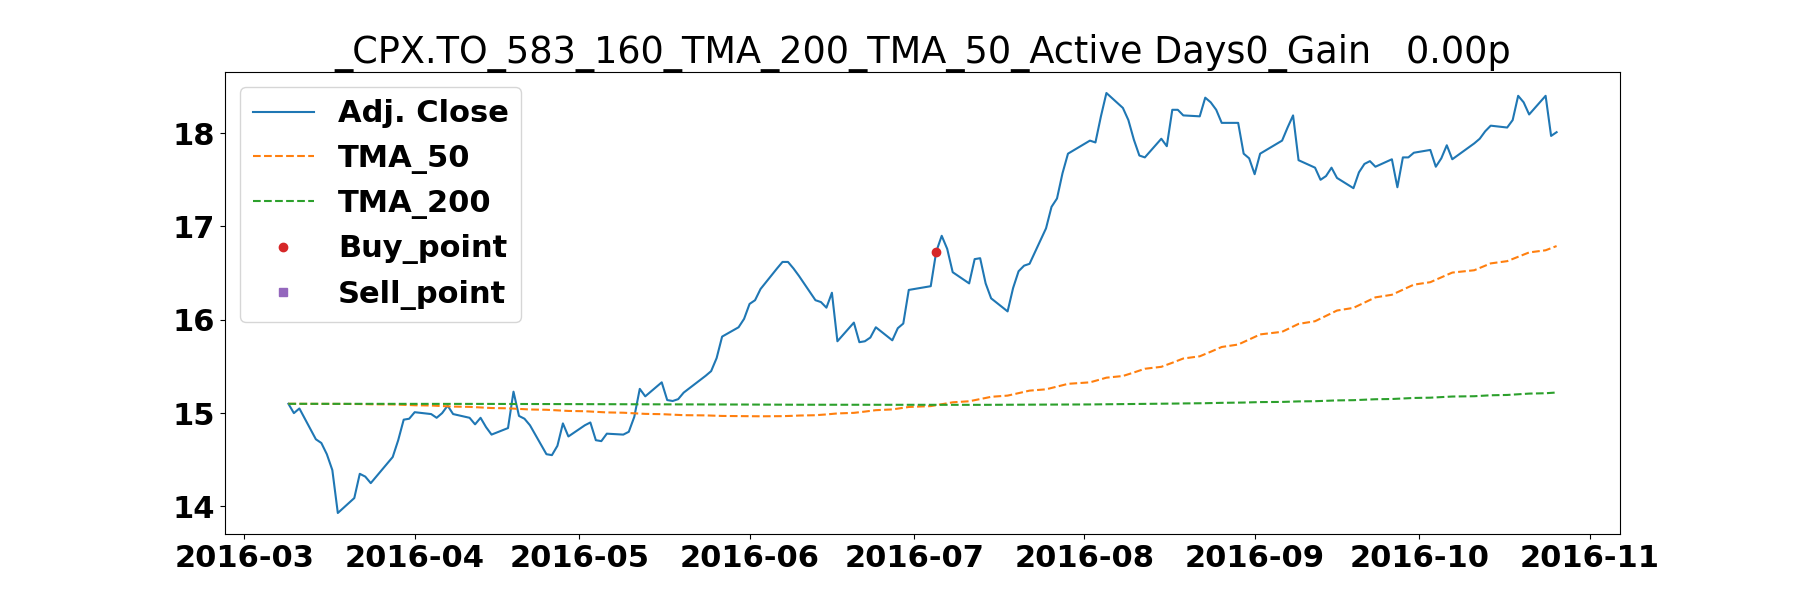 _CPX.TO_583_160_TMA_200_TMA_50_Active Days0_Gain   0.00p
Adj. Close
TMA_50
TMA_200
Buy_point
Sell_point
18
17
16
15
14
2016-03 2016-04 2016-05 2016-06 2016-07 2016-08 2016-09 2016-10 2016-11